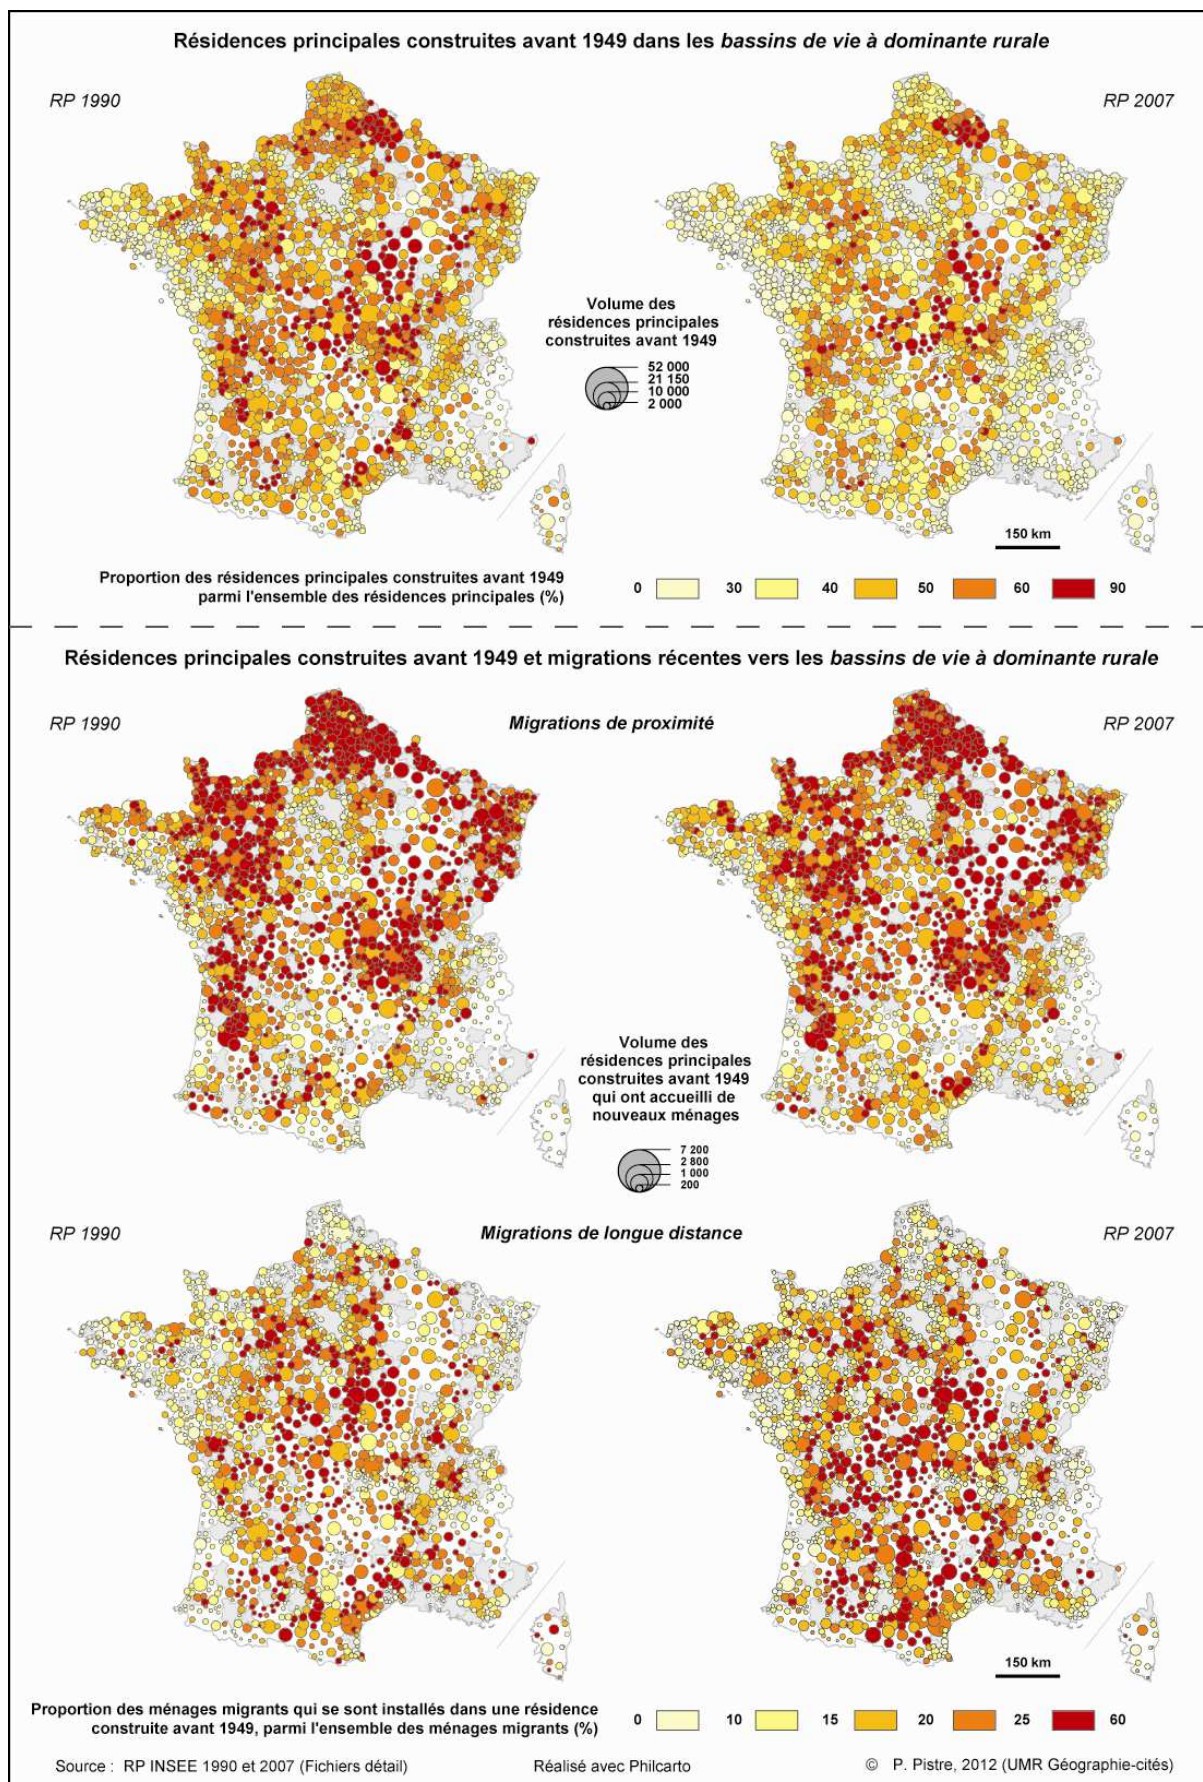 Résidences principales construites avant 1949 dans les bassins de vie à dominante rurale
RP 1990
RP 2007
Volume des
résidences principales
construites avant 1949
52 000
21 150
10 000
2 000
150 km
Proportion des résidences principales construites avant 1949
parmi l'ensemble des résidences principales (%)
0 30 40 50 60 90
Résidences principales construites avant 1949 et migrations récentes vers les bassins de vie à dominante rurale
RP 1990
Migrations de proximité
RP 2007
Volume des
résidences principales
construites avant 1949
qui ont accueilli de
nouveaux ménages
7 200
2 800
1 000
200
RP 1990
Migrations de longue distance
RP 2007
150 km
Proportion des ménages migrants qui se sont installés dans une résidence
construite avant 1949, parmi l'ensemble des ménages migrants (%)
0 10 15 20 25 60
Source : RP INSEE 1990 et 2007 (Fichiers détail)
Réalisé avec Philcarto
© P. Pistre, 2012 (UMR Géographie-cités)